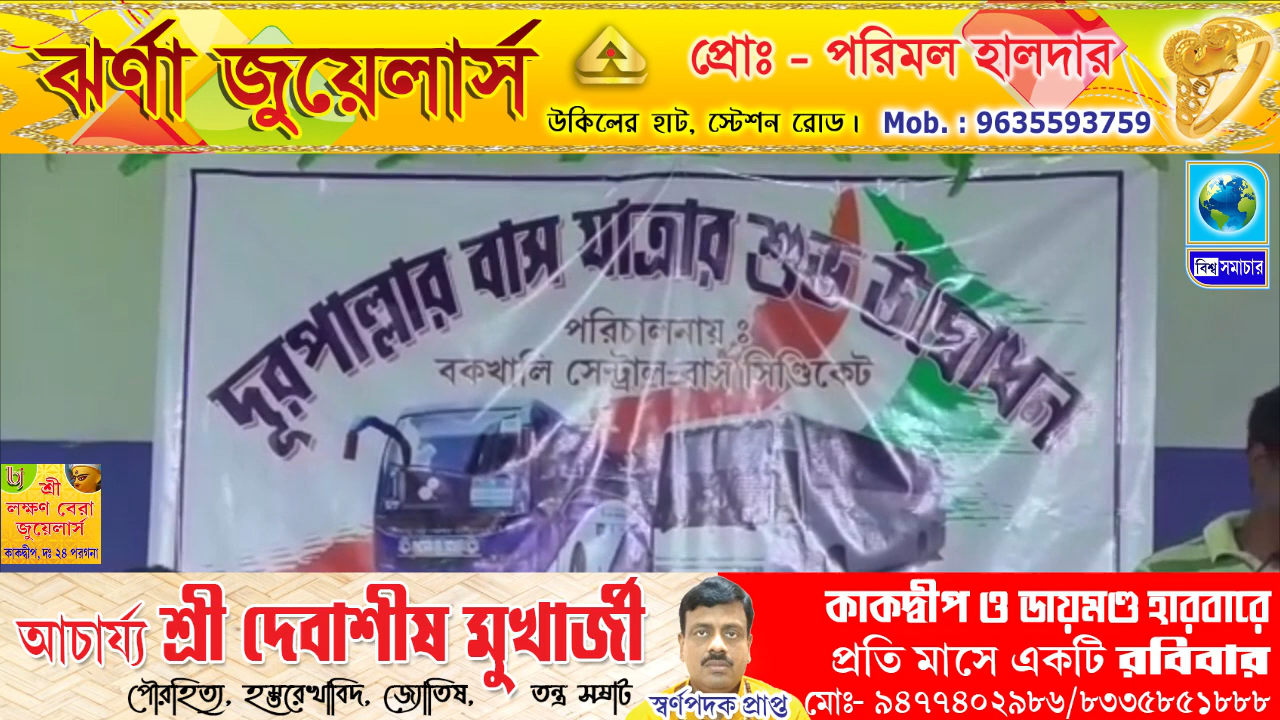 ঝর্ণা জুয়েলার্স
প্রোঃ - পরিমল হালদার
উকিলের হাট, স্টেশন রোড।
Mob. : 9635593759
বিশ্ব সমাচার
দূরপাল্লার বাস যাত্রার শুভ উদ্বোধন
পরিচালনায় ঃ
বকখালি সেন্ট্রাল বাস সিণ্ডিকেট
শ্রী
লক্ষণ বেরা
জুয়েলার্স
কাকদ্বীপ, দঃ ২৪ পরগনা
আচার্য্য শ্রী দেবাশীষ মুখার্জী
পৌরহিত্য, হস্তরেখাবিদ, জ্যোতিষ, তন্ত্র সম্রাট
স্বর্ণপদক প্রাপ্ত
কাকদ্বীপ ও ডায়মণ্ড হারবারে
প্রতি মাসে একটি রবিবার
মোঃ- ৯৪৭৭৪০২৯৮৬/৮৩৩৫৮৫১৮৮৮